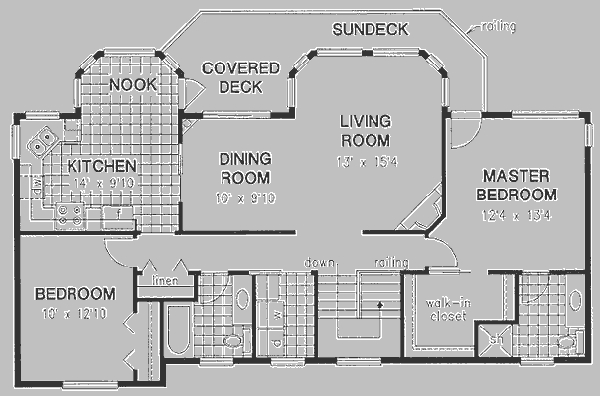 SUNDECK
railing
COVERED
DECK
NOOK
LIVING
ROOM
13' x 15'4
KITCHEN
14' x 9'10
DINING
ROOM
10' x 9'10
MASTER
BEDROOM
12'4 x 13'4
dw
f
down
railing
linen
BEDROOM
10' x 12'10
walk-in
closet
w
d
sh